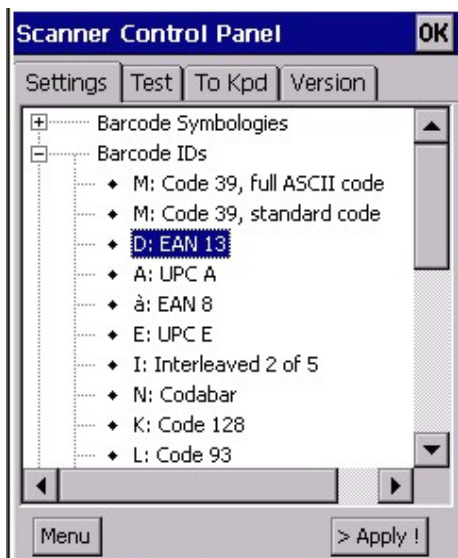 Scanner Control Panel OK
Settings Test To Kpd Version
Barcode Symbologies
Barcode IDs
M: Code 39, full ASCII code
M: Code 39, standard code
D: EAN 13
A: UPC A
à: EAN 8
E: UPC E
I: Interleaved 2 of 5
N: Codabar
K: Code 128
L: Code 93
Menu > Apply !